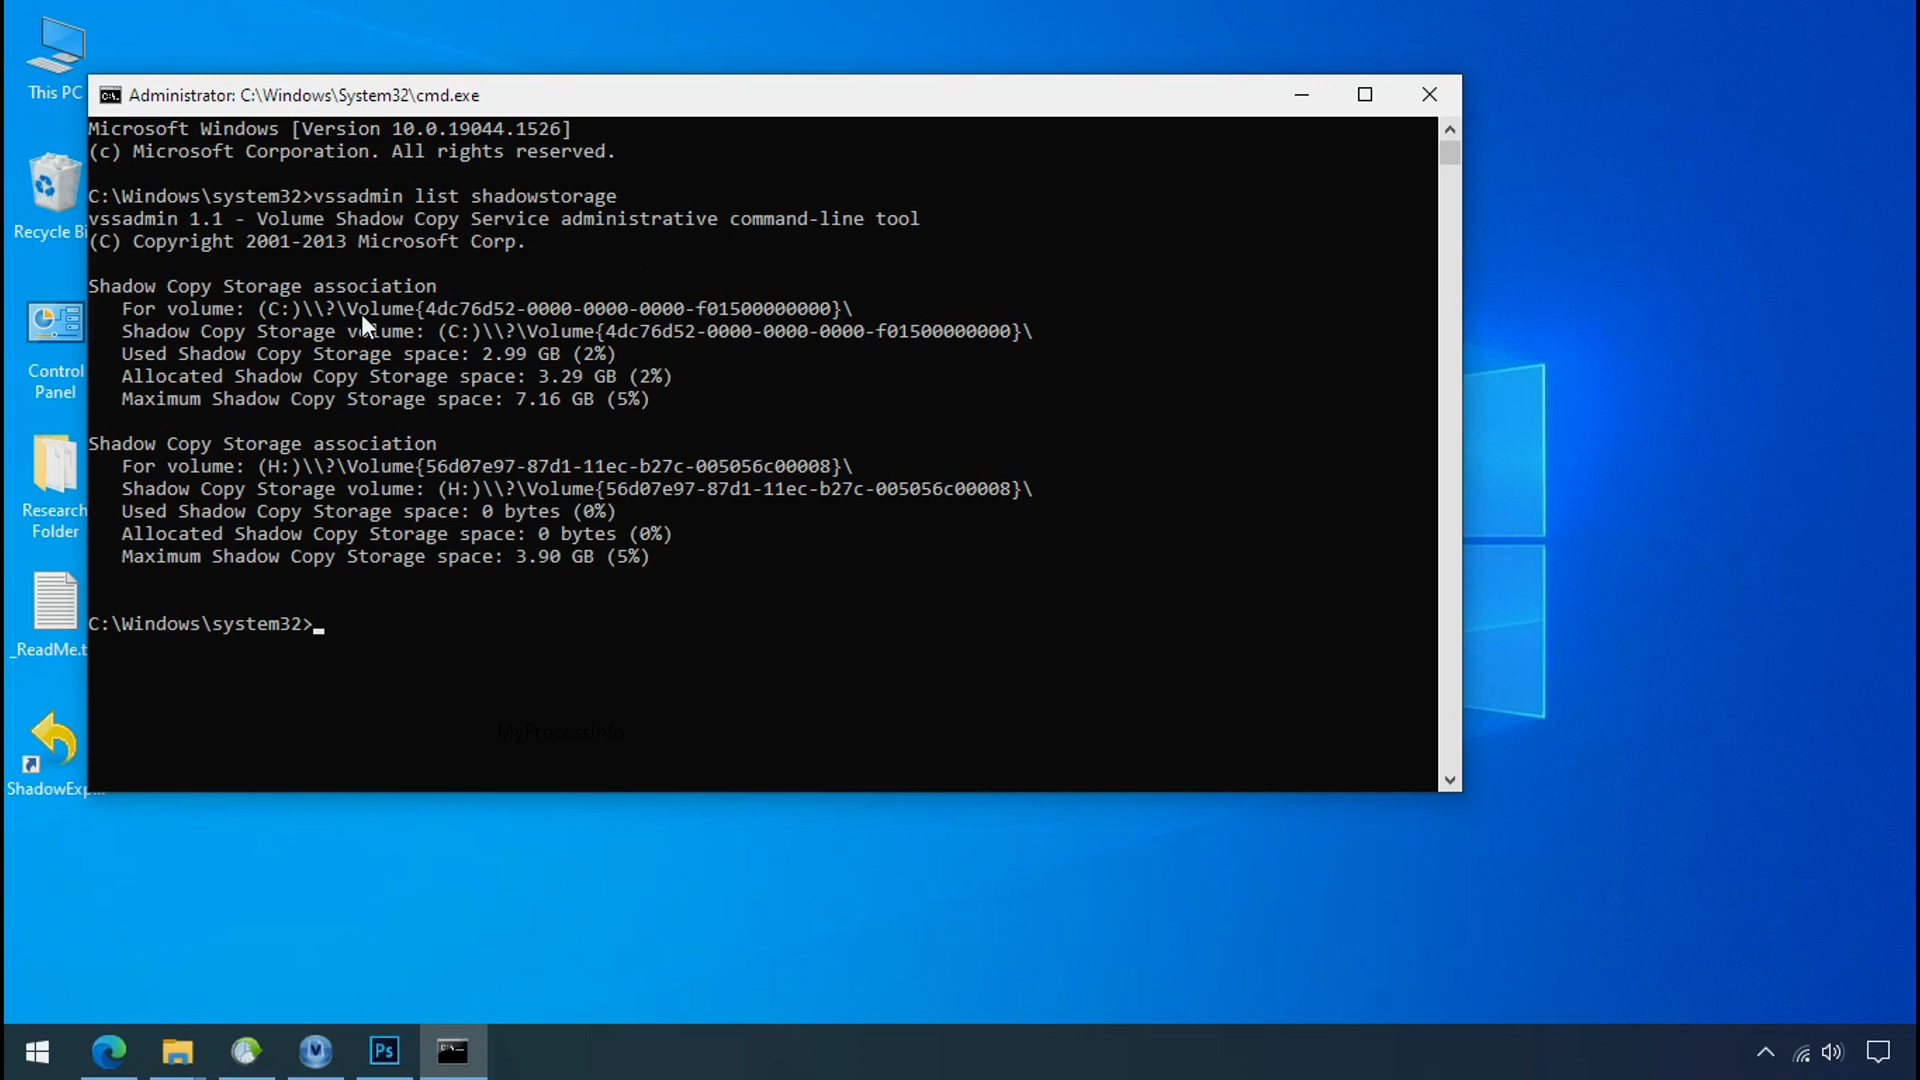 This PC
Recycle Bi
Control
Panel
Research
Folder
_ReadMe.t
ShadowExp...
Administrator: C:\Windows\System32\cmd.exe
Microsoft Windows [Version 10.0.19044.1526]
(c) Microsoft Corporation. All rights reserved.
C:\Windows\system32>vssadmin list shadowstorage
vssadmin 1.1 - Volume Shadow Copy Service administrative command-line tool
(C) Copyright 2001-2013 Microsoft Corp.
Shadow Copy Storage association
For volume: (C:)\\?\Volume{4dc76d52-0000-0000-0000-f01500000000}\
Shadow Copy Storage volume: (C:)\\?\Volume{4dc76d52-0000-0000-0000-f01500000000}\
Used Shadow Copy Storage space: 2.99 GB (2%)
Allocated Shadow Copy Storage space: 3.29 GB (2%)
Maximum Shadow Copy Storage space: 7.16 GB (5%)
Shadow Copy Storage association
For volume: (H:)\\?\Volume{56d07e97-87d1-11ec-b27c-005056c00008}\
Shadow Copy Storage volume: (H:)\\?\Volume{56d07e97-87d1-11ec-b27c-005056c00008}\
Used Shadow Copy Storage space: 0 bytes (0%)
Allocated Shadow Copy Storage space: 0 bytes (0%)
Maximum Shadow Copy Storage space: 3.90 GB (5%)
C:\Windows\system32>
MyProcessInfo
Ps